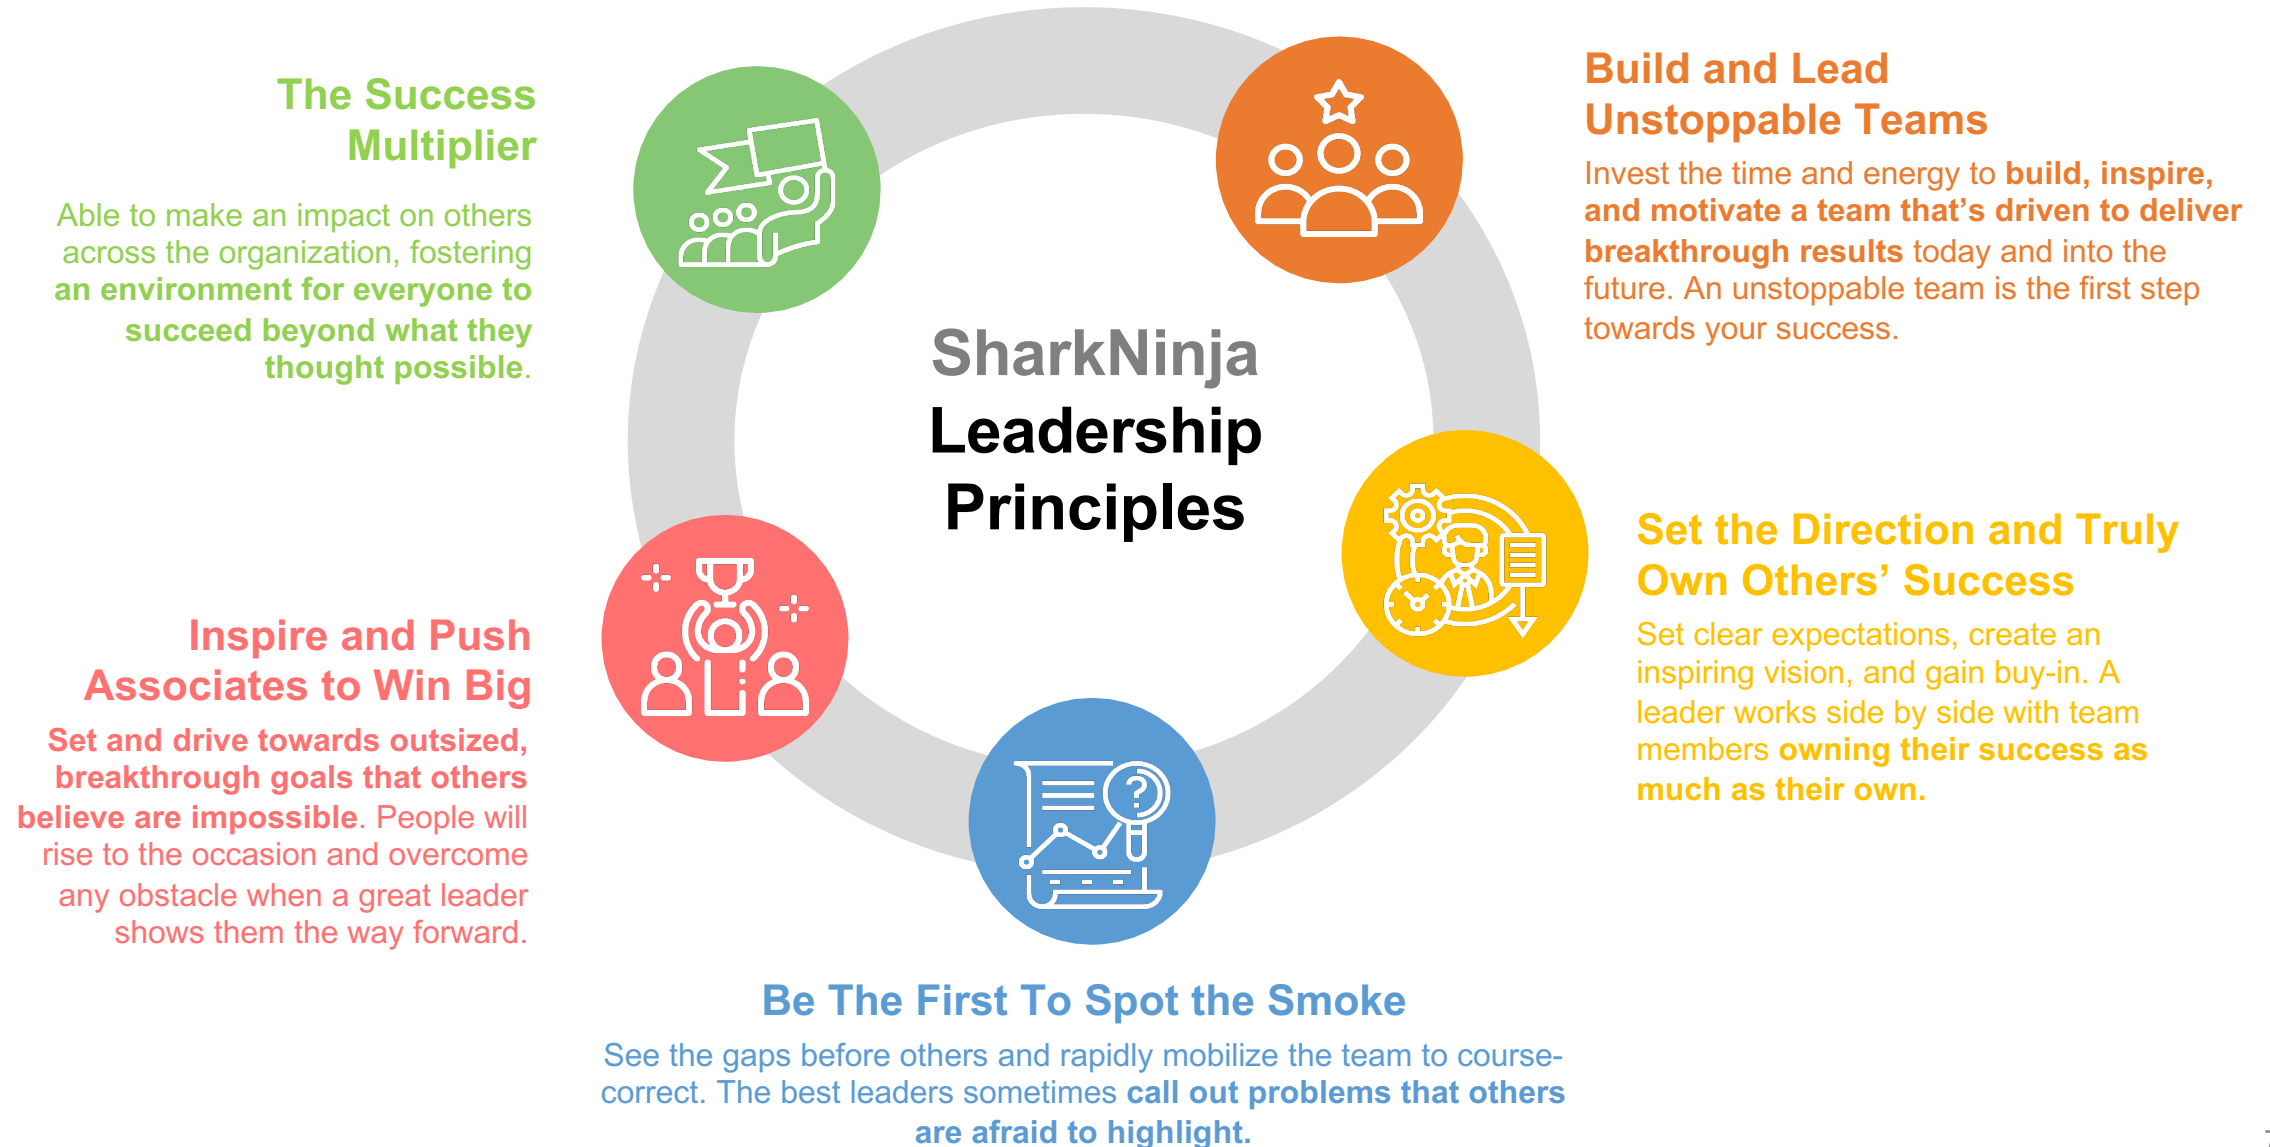 SharkNinja
Leadership
Principles
The Success
Multiplier
Able to make an impact on others
across the organization, fostering
an environment for everyone to
succeed beyond what they
thought possible.
Build and Lead
Unstoppable Teams
Invest the time and energy to build, inspire,
and motivate a team that’s driven to deliver
breakthrough results today and into the
future. An unstoppable team is the first step
towards your success.
Set the Direction and Truly
Own Others’ Success
Set clear expectations, create an
inspiring vision, and gain buy-in. A
leader works side by side with team
members owning their success as
much as their own.
Inspire and Push
Associates to Win Big
Set and drive towards outsized,
breakthrough goals that others
believe are impossible. People will
rise to the occasion and overcome
any obstacle when a great leader
shows them the way forward.
?
Be The First To Spot the Smoke
See the gaps before others and rapidly mobilize the team to course-
correct. The best leaders sometimes call out problems that others
are afraid to highlight.